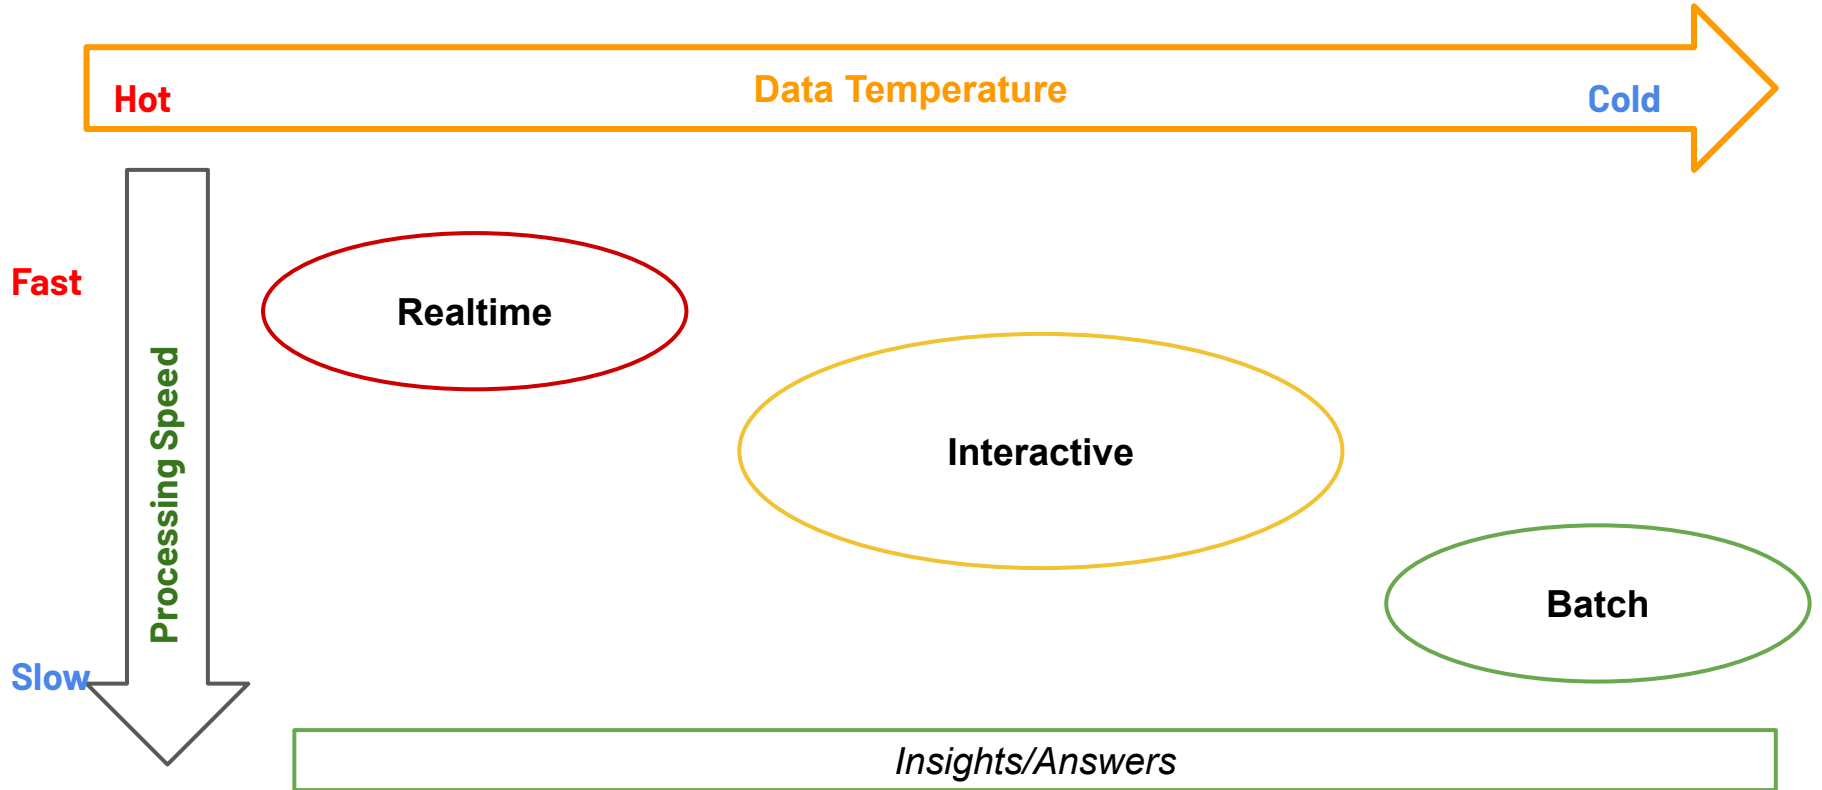 Data Temperature
Hot
Cold
Fast
Realtime
Processing Speed
Interactive
Batch
Slow
Insights/Answers